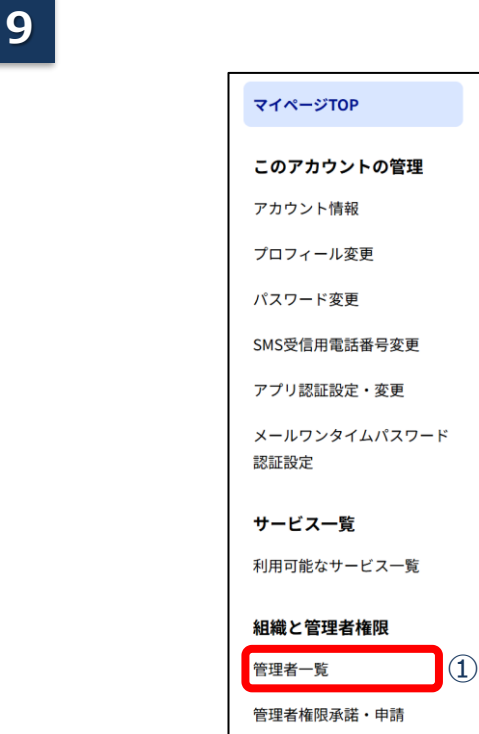 9
マイページTOP
このアカウントの管理
アカウント情報
プロフィール変更
パスワード変更
SMS受信用電話番号変更
アプリ認証設定・変更
メールワンタイムパスワード
認証設定
サービス一覧
利用可能なサービス一覧
組織と管理者権限
管理者一覧 ①
管理者権限承諾・申請